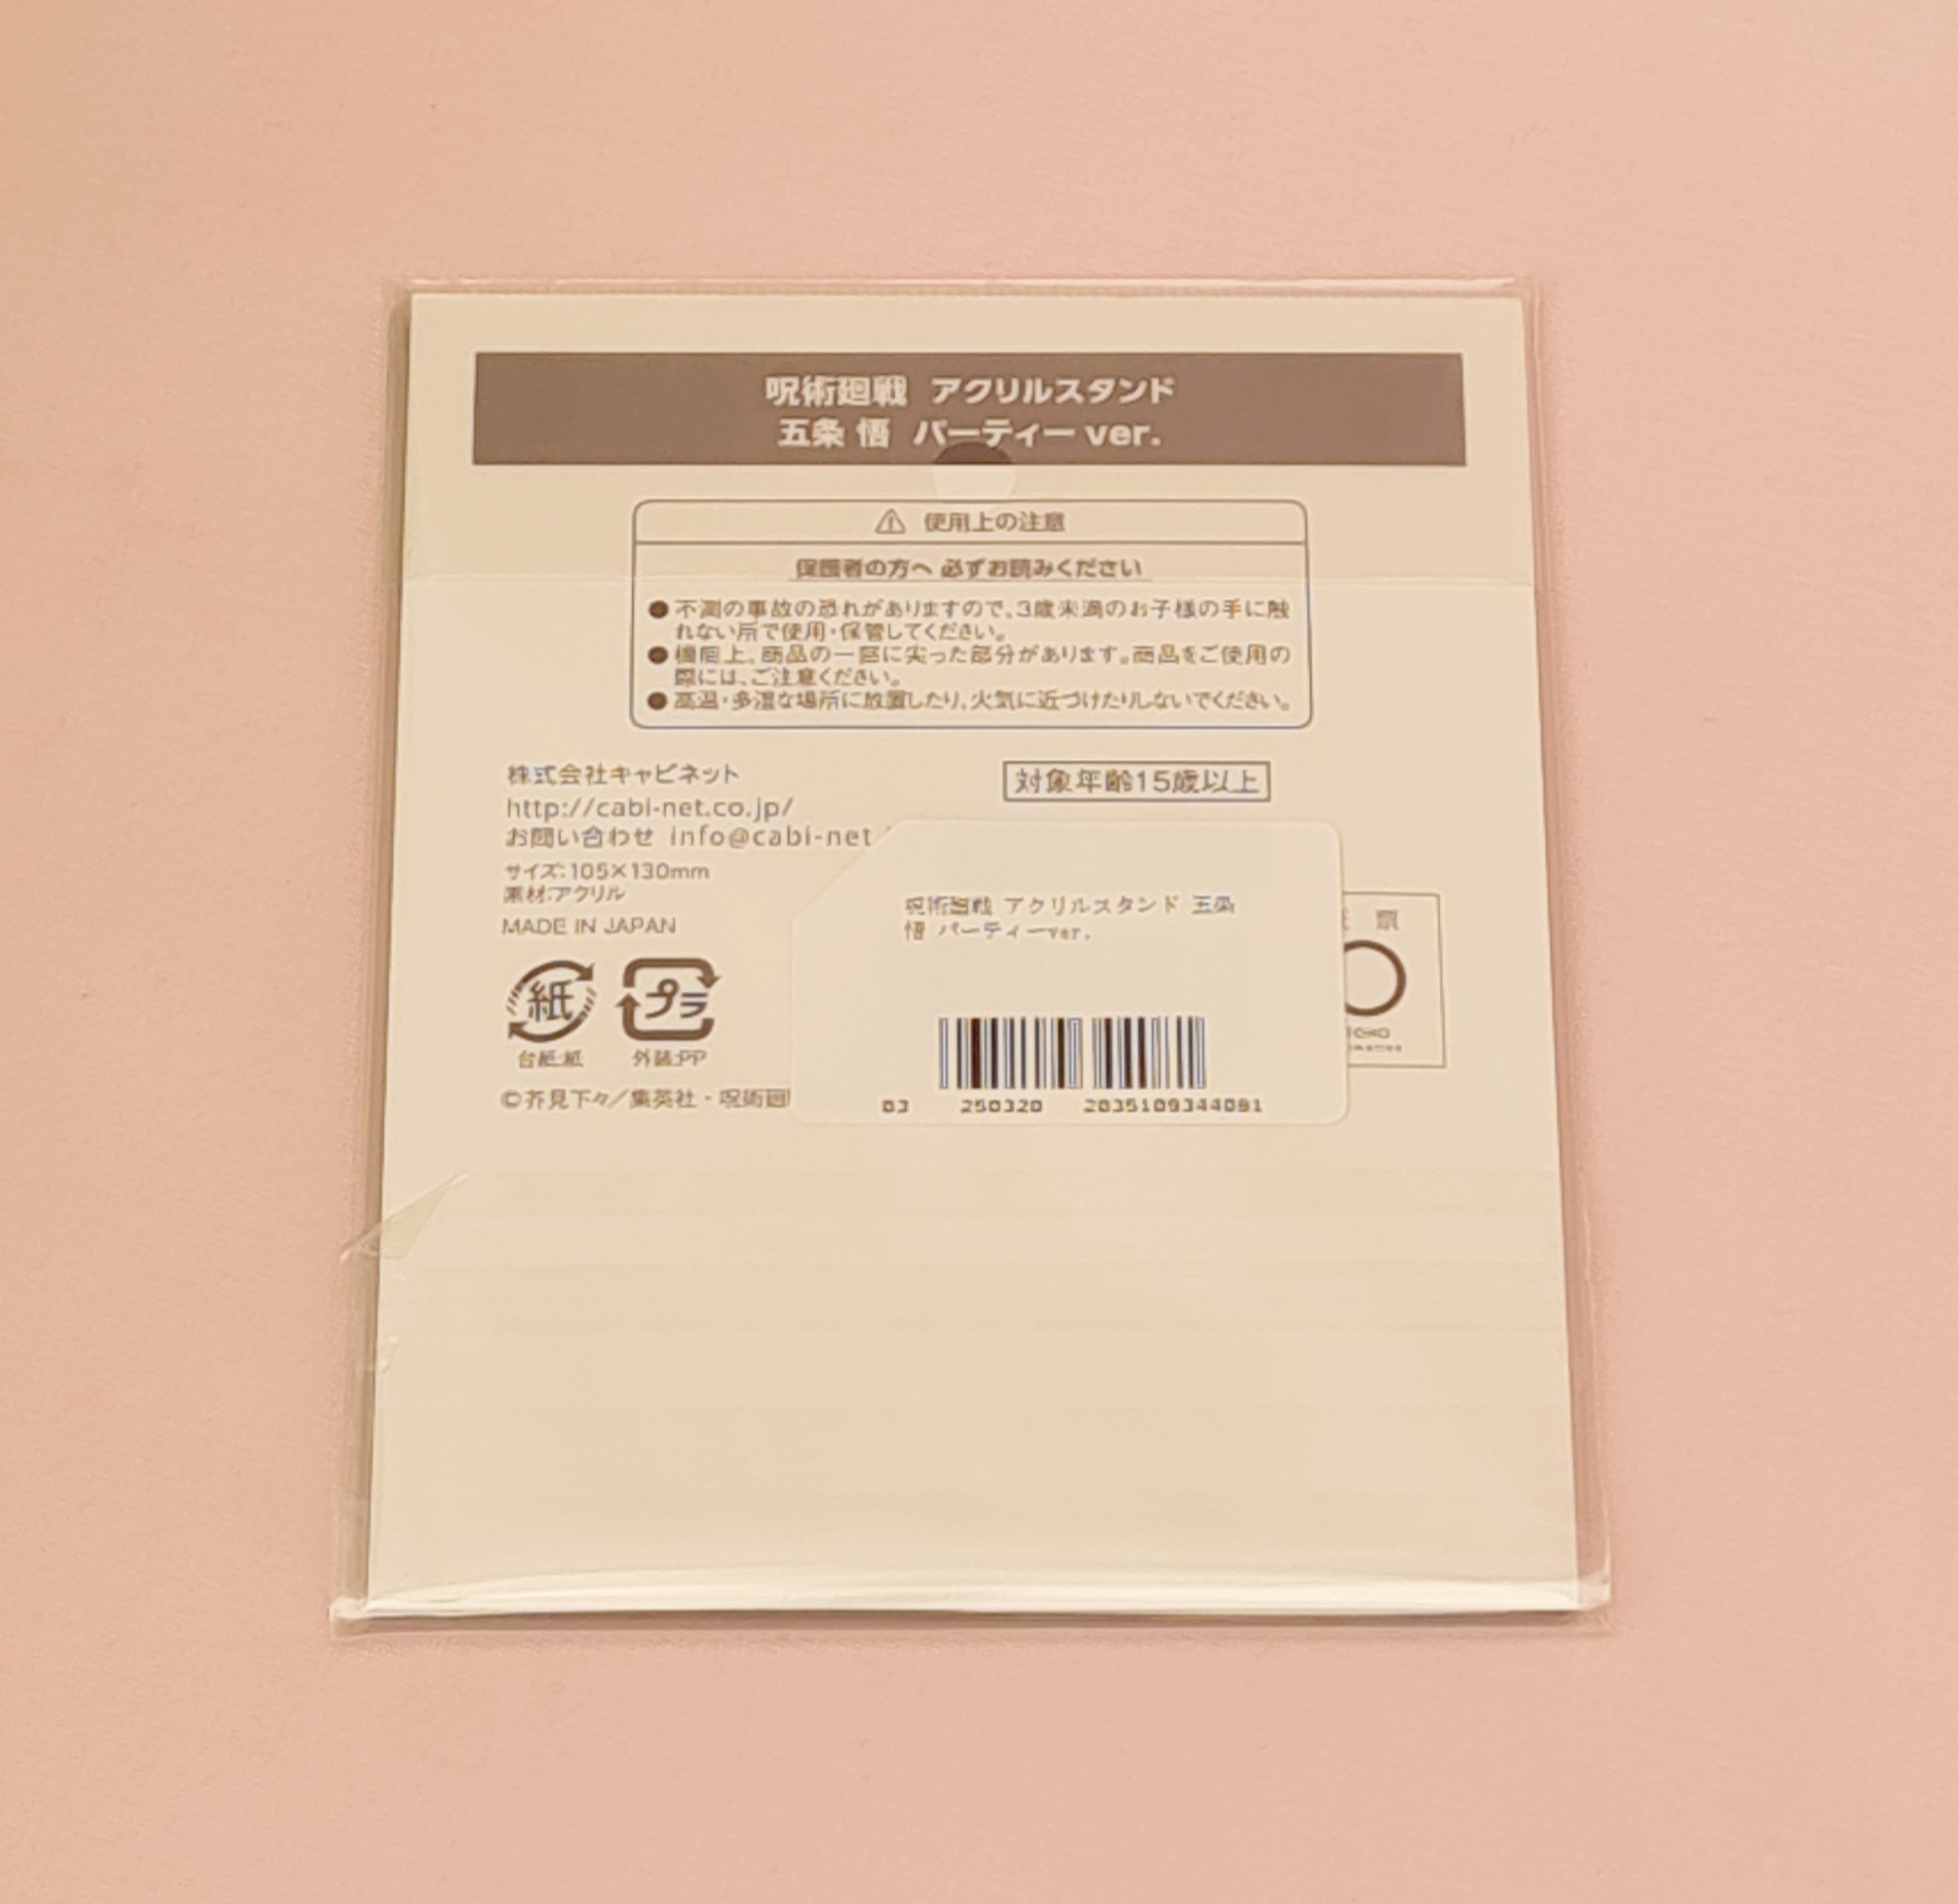 呪術廻戦 アクリルスタンド
五条 悟 パーティー ver.
使用上の注意
保護者の方へ 必ずお読みください
●不測の事故の恐れがありますので、3歳未満のお子様の手に触
れない所で使用・保管してください。
●機能上、商品の一部に尖った部分があります。商品をご使用の
際には、ご注意ください。
●高温・多湿な場所に放置したり、火気に近づけたりしないでください。
株式会社キャビネット
http://cabi-net.co.jp/
お問い合わせ info@cabi-net
対象年齢15歳以上
サイズ:105×130mm
素材:アクリル
MADE IN JAPAN
呪術廻戦 アクリルスタンド 五条
悟 パーティーver.
紙
プラ
台紙:紙
外装:PP
©芥見下々／集英社・呪術廻
03 250320 2035109344091
票